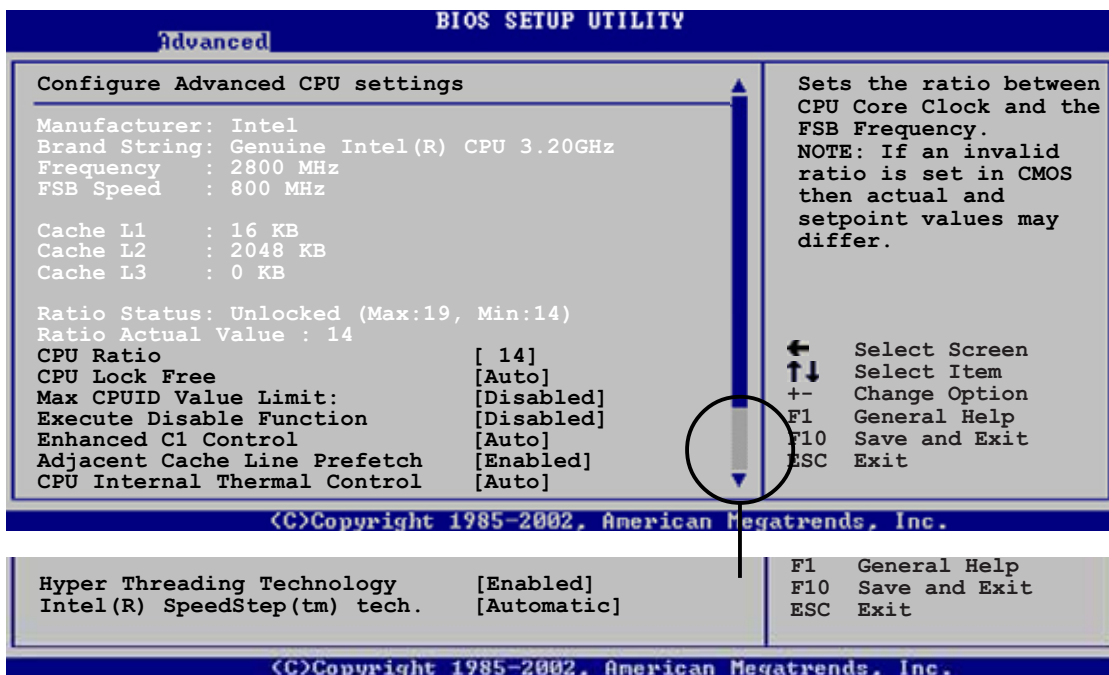 BIOS SETUP UTILITY
Advanced
Configure Advanced CPU settings
Manufacturer: Intel
Brand String: Genuine Intel(R) CPU 3.20GHz
Frequency : 2800 MHz
FSB Speed : 800 MHz
Cache L1 : 16 KB
Cache L2 : 2048 KB
Cache L3 : 0 KB
Ratio Status: Unlocked (Max:19, Min:14)
Ratio Actual Value : 14
CPU Ratio [ 14]
CPU Lock Free [Auto]
Max CPUID Value Limit: [Disabled]
Execute Disable Function [Disabled]
Enhanced C1 Control [Auto]
Adjacent Cache Line Prefetch [Enabled]
CPU Internal Thermal Control [Auto]
Sets the ratio between
CPU Core Clock and the
FSB Frequency.
NOTE: If an invalid
ratio is set in CMOS
then actual and
setpoint values may
differ.
← Select Screen
↑↓ Select Item
+- Change Option
F1 General Help
F10 Save and Exit
ESC Exit
(C)Copyright 1985-2002, American Megatrends, Inc.
Hyper Threading Technology [Enabled]
Intel(R) SpeedStep(tm) tech. [Automatic]
F1 General Help
F10 Save and Exit
ESC Exit
(C)Copyright 1985-2002, American Megatrends, Inc.